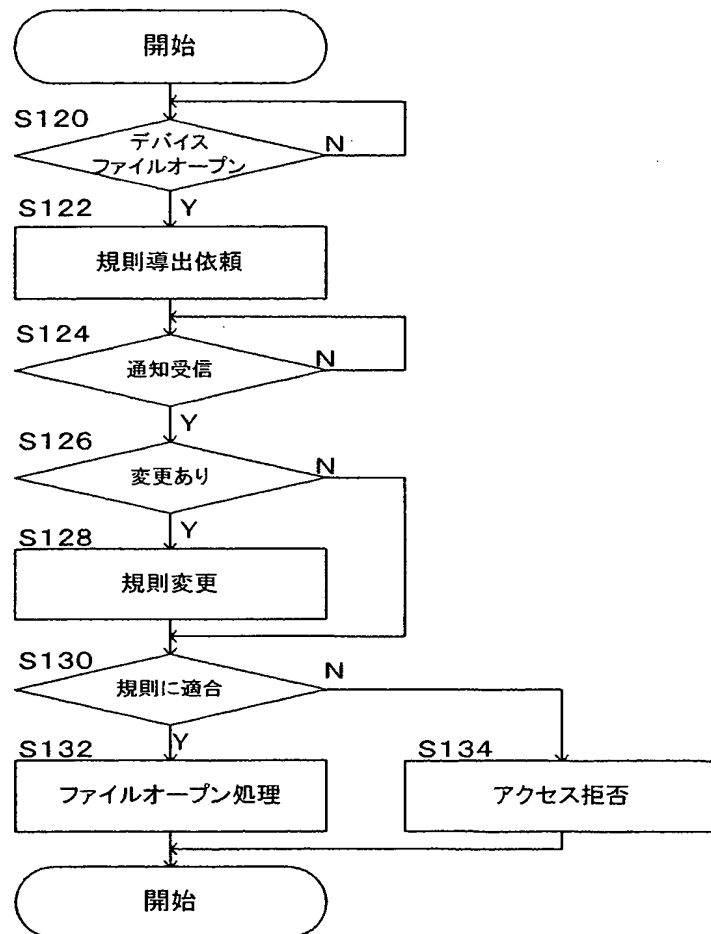 開始
S120
デバイス
ファイルオープン
N
Y
S122
規則導出依頼
S124
通知受信
N
Y
S126
変更あり
N
Y
S128
規則変更
S130
規則に適合
N
Y
S132
ファイルオープン処理
S134
アクセス拒否
開始